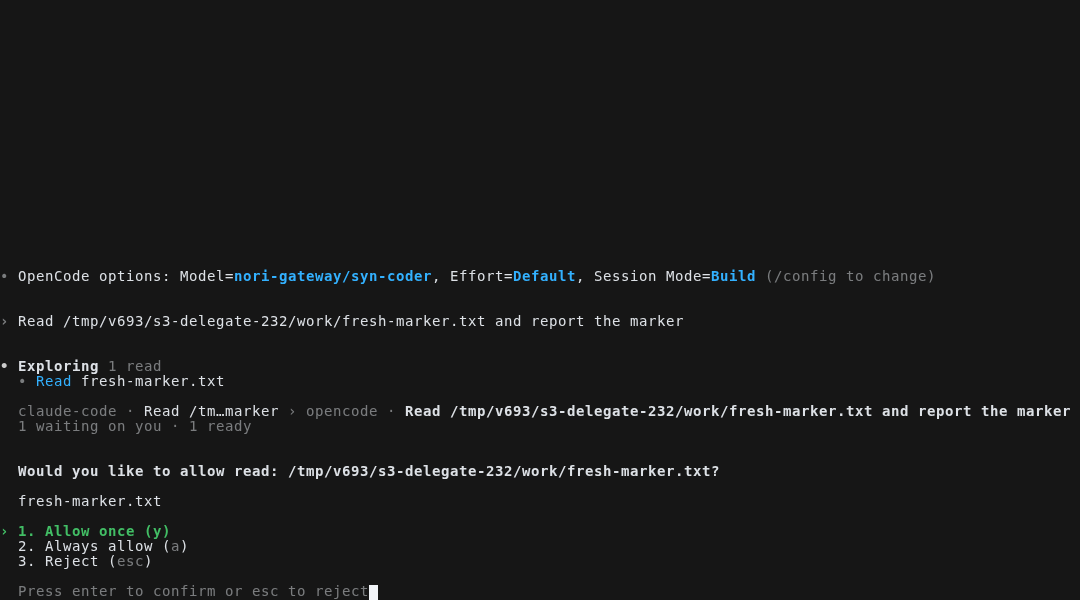 • OpenCode options: Model=nori-gateway/syn-coder, Effort=Default, Session Mode=Build (/config to change)
› Read /tmp/v693/s3-delegate-232/work/fresh-marker.txt and report the marker
• Exploring 1 read
• Read fresh-marker.txt
claude-code · Read /tm…marker › opencode · Read /tmp/v693/s3-delegate-232/work/fresh-marker.txt and report the marker
1 waiting on you · 1 ready
Would you like to allow read: /tmp/v693/s3-delegate-232/work/fresh-marker.txt?
fresh-marker.txt
› 1. Allow once (y)
2. Always allow (a)
3. Reject (esc)
Press enter to confirm or esc to reject